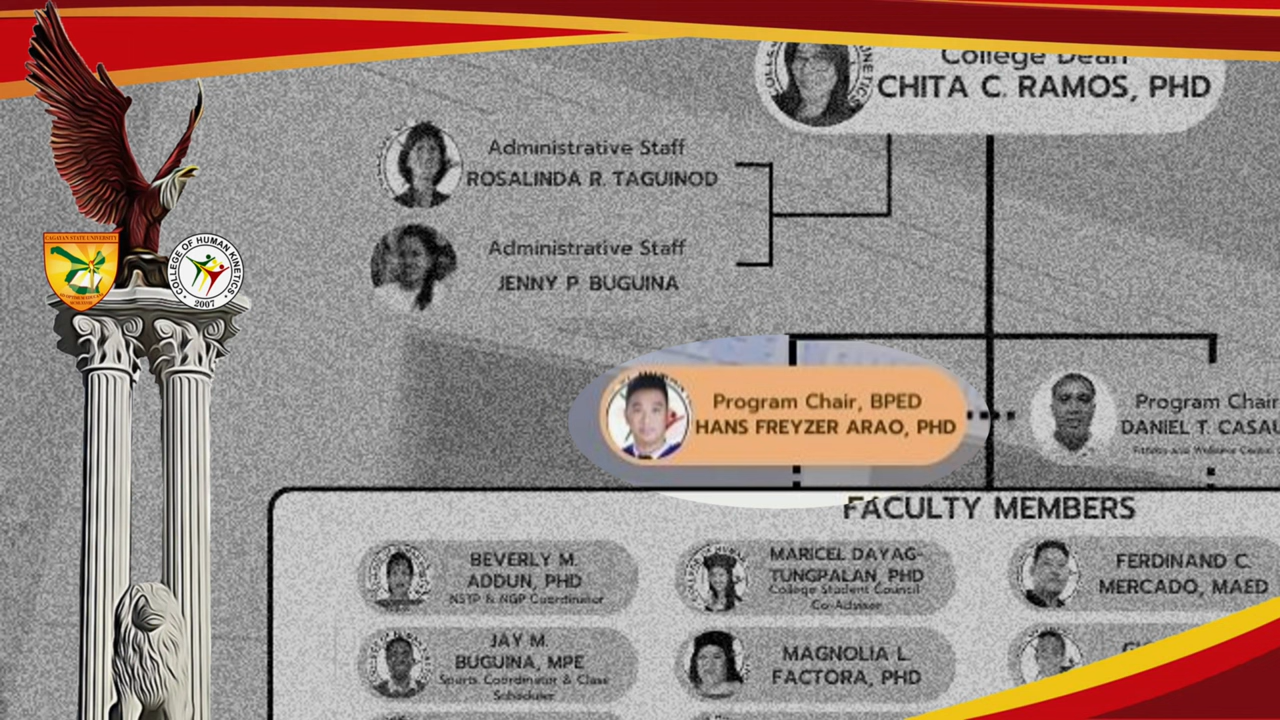 College Dean
CHITA C. RAMOS, PHD
Administrative Staff
ROSALINDA R. TAGUINOD
Administrative Staff
JENNY P. BUGUINA
CAGAYAN STATE UNIVERSITY
COLLEGE OF HUMAN KINETICS
2007
Program Chair, BPED
HANS FREYZER ARAO, PHD
Program Chair
DANIEL T.
FACULTY MEMBERS
BEVERLY M.
ADDUN, PHD
NSTP & NGP Coordinator
MARICEL DAYAG-
TUNGPALAN, PHD
College Student Council
Co-Adviser
FERDINAND C.
MERCADO, MAED
JAY M.
BUGUINA, MPE
Sports Coordinator & Class
Scheduler
MAGNOLIA L.
FACTORA, PHD